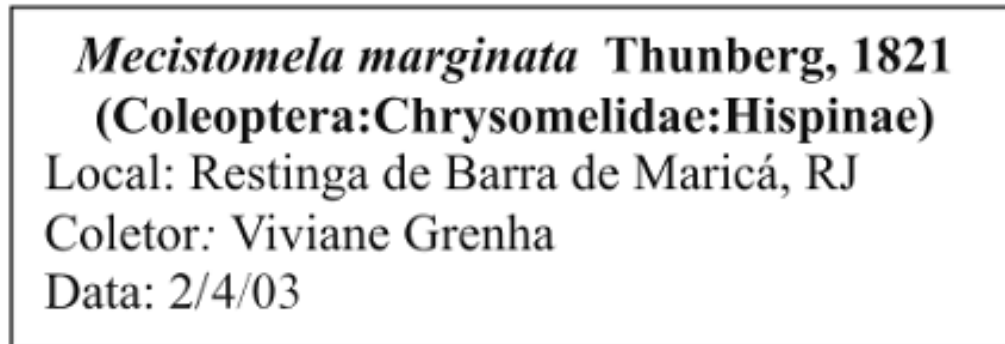 Mecistomela marginata Thunberg, 1821
(Coleoptera:Chrysomelidae:Hispinae)
Local: Restinga de Barra de Maricá, RJ
Coletor: Viviane Grenha
Data: 2/4/03